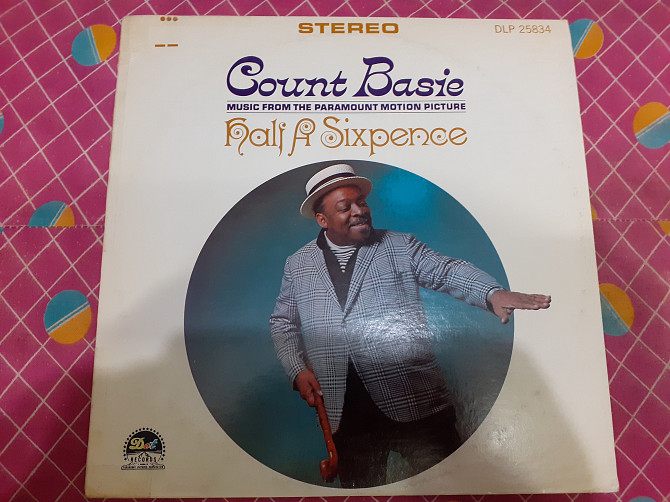 STEREO
DLP 25834
Count Basie
MUSIC FROM THE PARAMOUNT MOTION PICTURE
Half A Sixpence
Dot
RECORDS